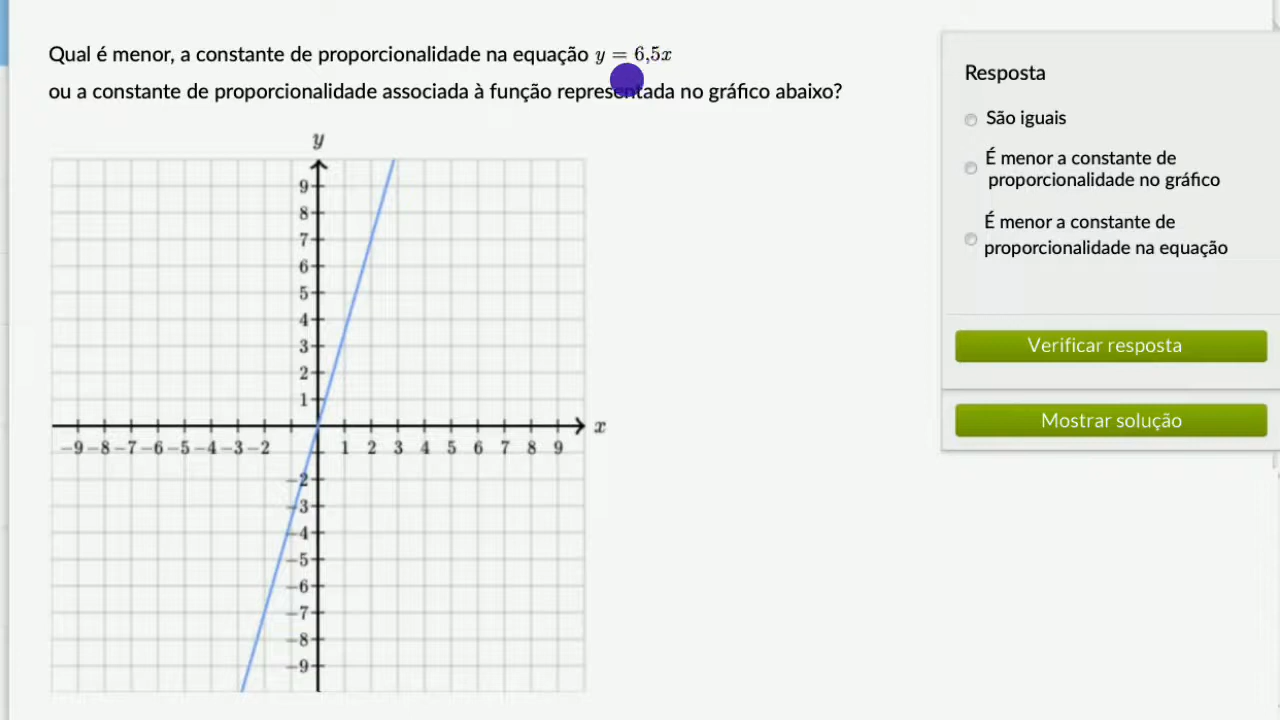 Qual é menor, a constante de proporcionalidade na equação y = 6,5x
ou a constante de proporcionalidade associada à função representada no gráfico abaixo?
y
9
8
7
6
5
4
3
2
1
x
−9 −8 −7 −6 −5 −4 −3 −2 1 2 3 4 5 6 7 8 9
−2
−3
−4
−5
−6
−7
−8
−9
Resposta
São iguais
É menor a constante de
proporcionalidade no gráfico
É menor a constante de
proporcionalidade na equação
Verificar resposta
Mostrar solução